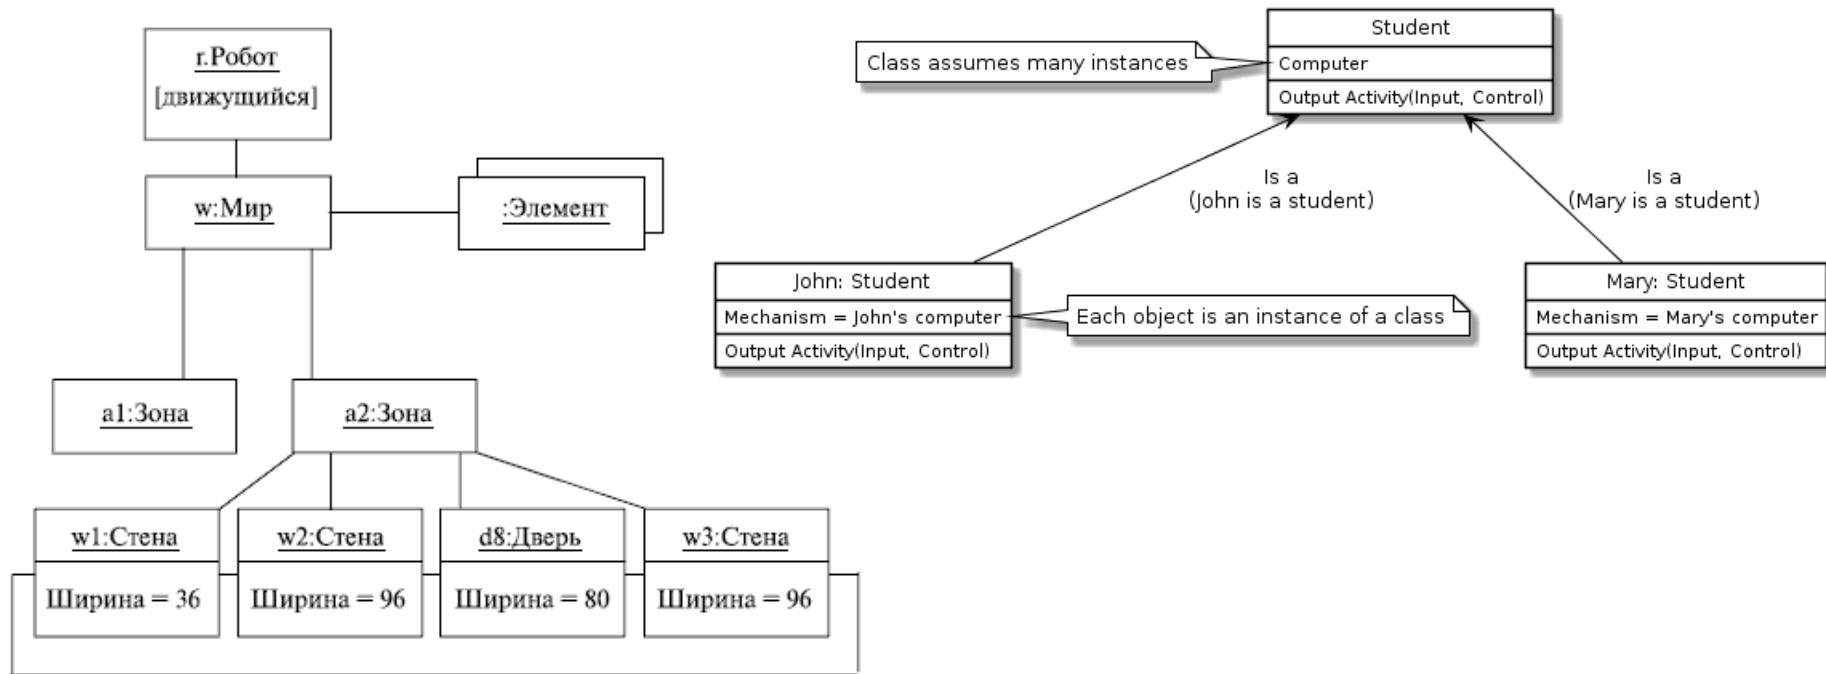 r.Робот
[движущийся]
w:Мир
:Элемент
a1:Зона
a2:Зона
w1:Стена
Ширина = 36
w2:Стена
Ширина = 96
d8:Дверь
Ширина = 80
w3:Стена
Ширина = 96
Class assumes many instances
Student
Computer
Output Activity(Input, Control)
Is a
(John is a student)
Is a
(Mary is a student)
John: Student
Mechanism = John's computer
Output Activity(Input, Control)
Each object is an instance of a class
Mary: Student
Mechanism = Mary's computer
Output Activity(Input, Control)